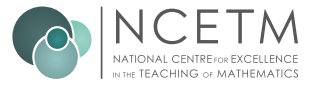 NCETM
NATIONAL CENTRE FOR EXCELLENCE
IN THE TEACHING OF MATHEMATICS